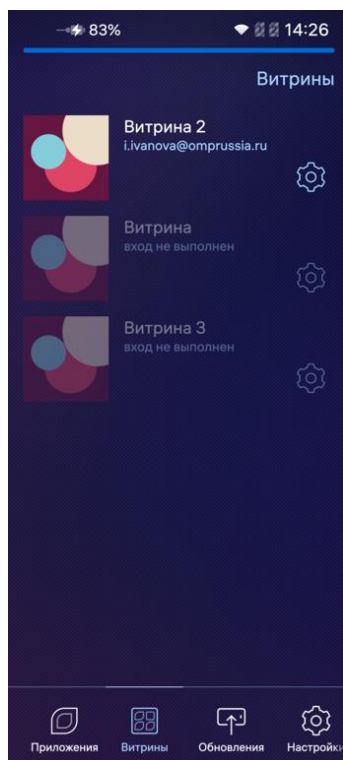 83% 14:26
Витрины
Витрина 2
i.ivanova@omprussia.ru
Витрина
вход не выполнен
Витрина 3
вход не выполнен
Приложения Витрины Обновления Настройки